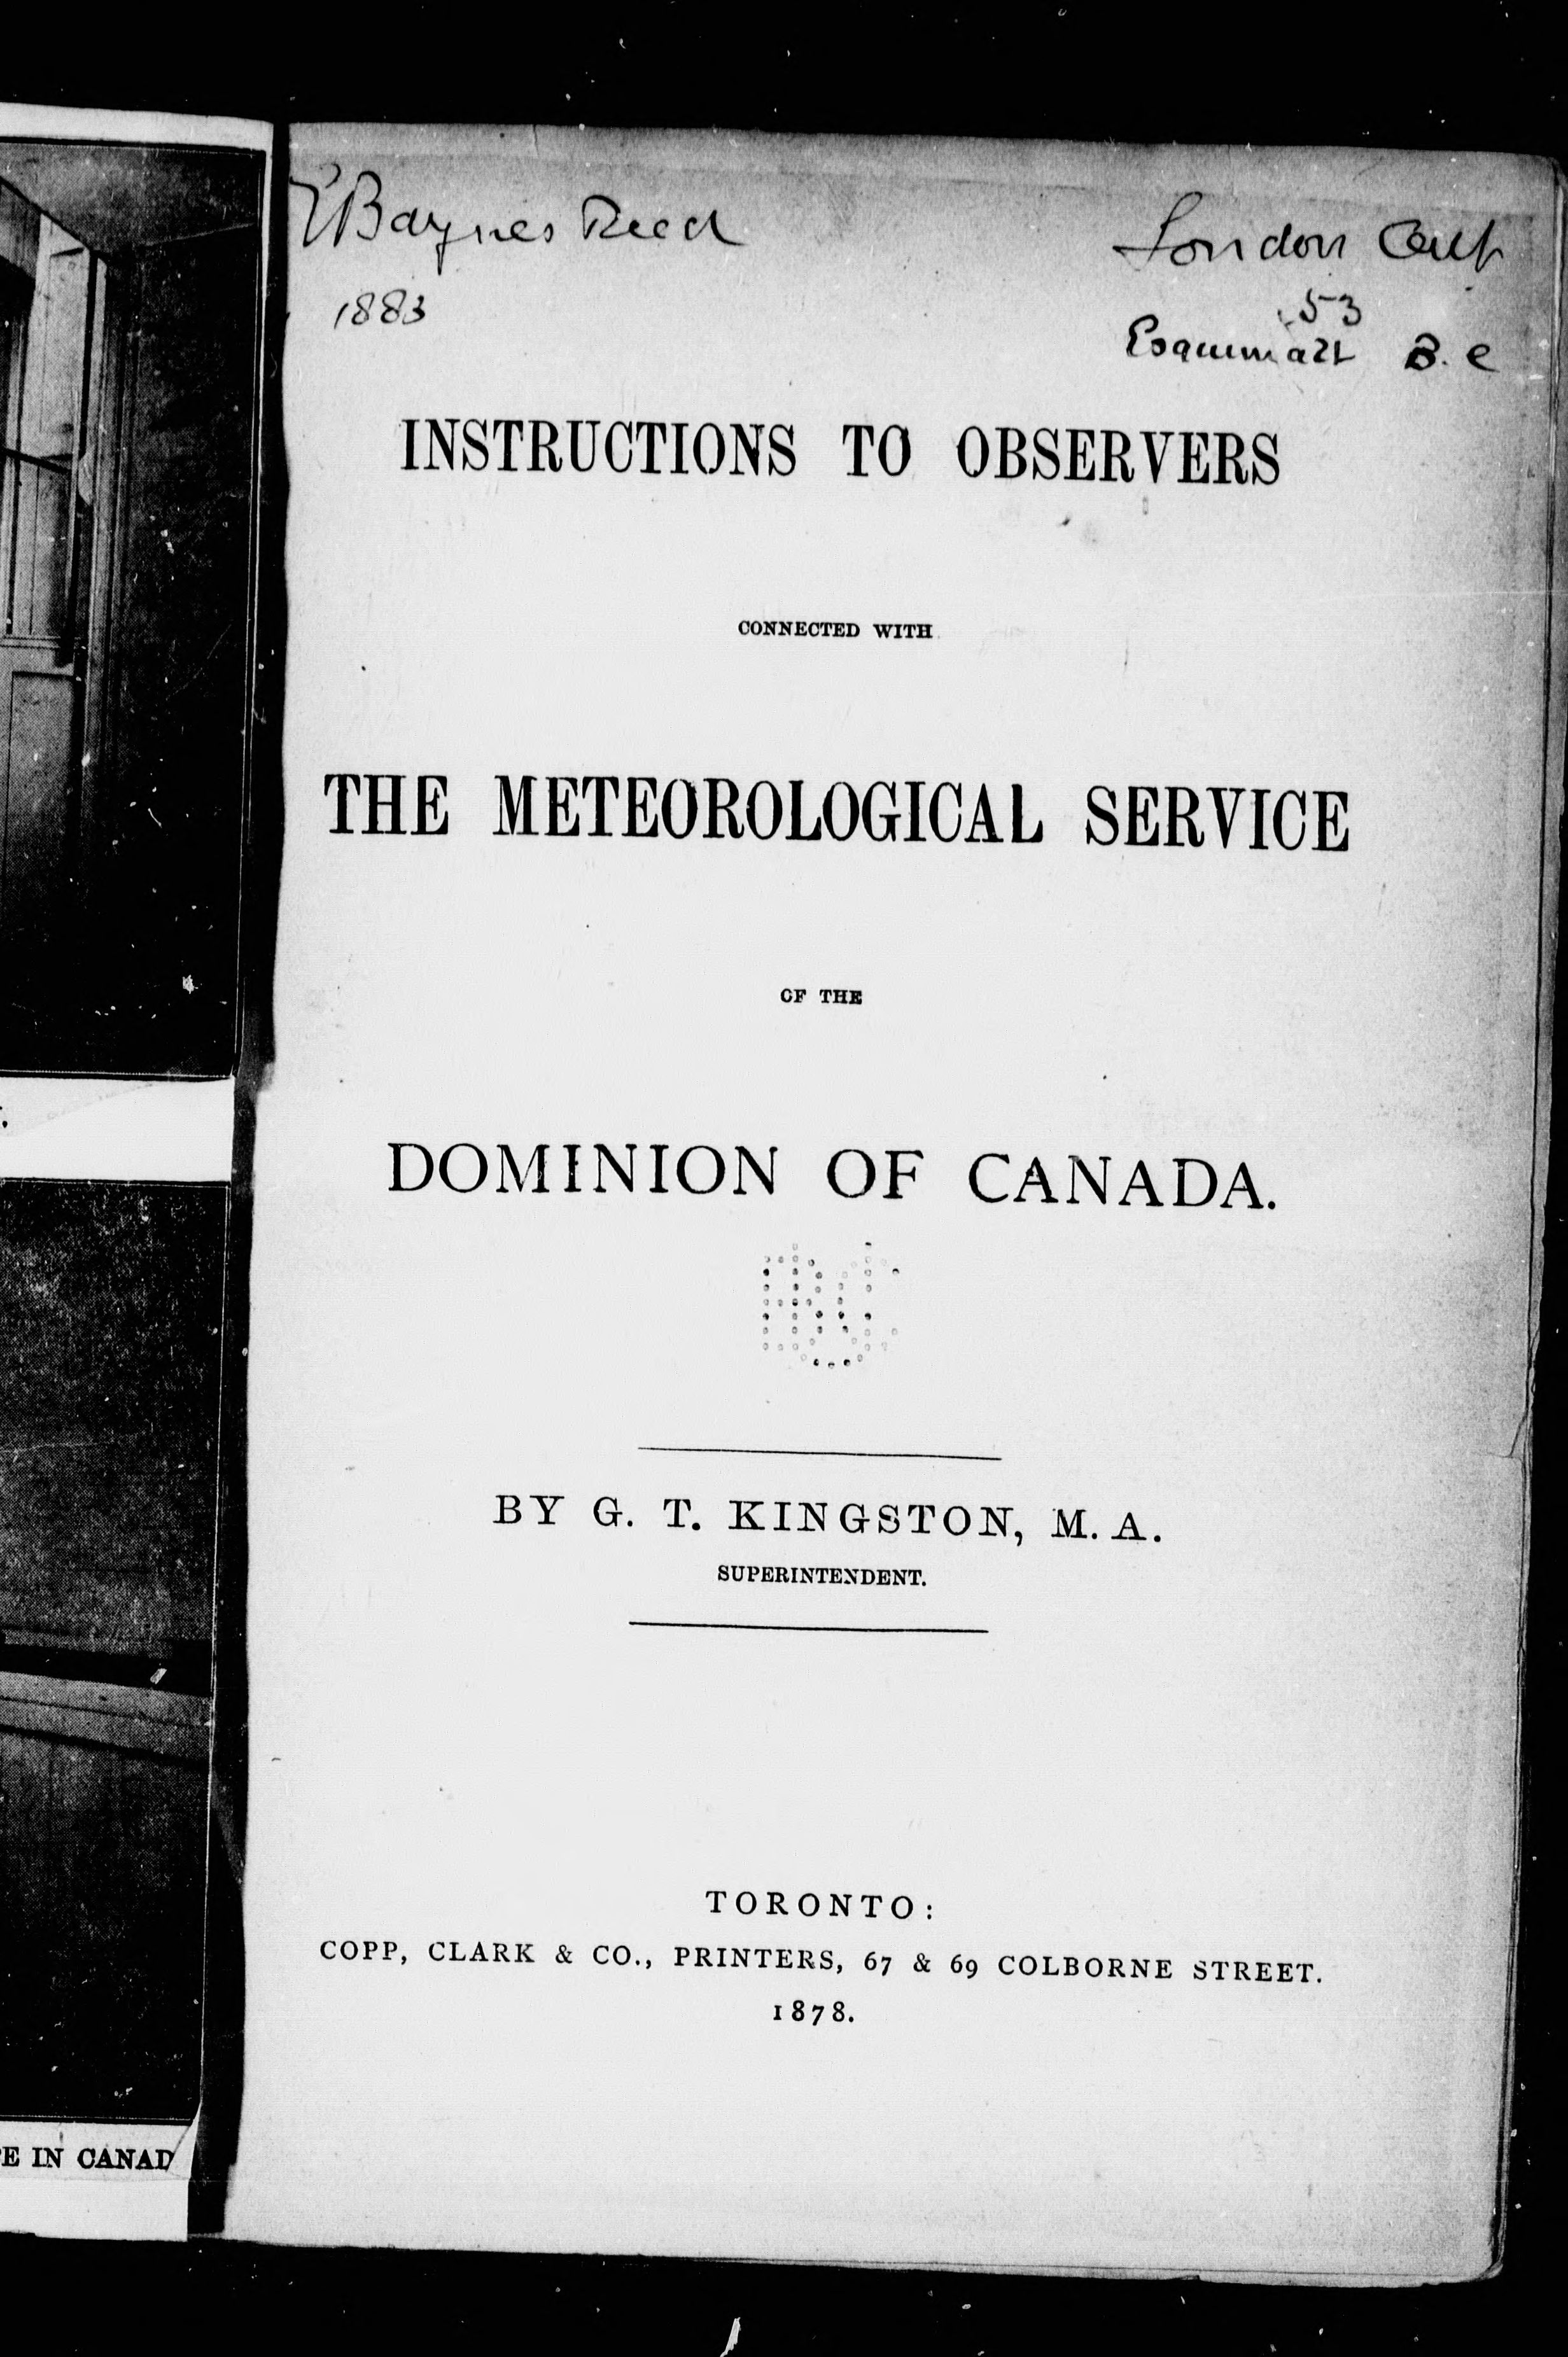 E Baynes Reed
London Ont
1883
53
Esquimalt B. C
INSTRUCTIONS TO OBSERVERS
CONNECTED WITH
THE METEOROLOGICAL SERVICE
OF THE
DOMINION OF CANADA.
BY G. T. KINGSTON, M. A.
SUPERINTENDENT.
TORONTO:
COPP, CLARK & CO., PRINTERS, 67 & 69 COLBORNE STREET.
1878.
E IN CANAD